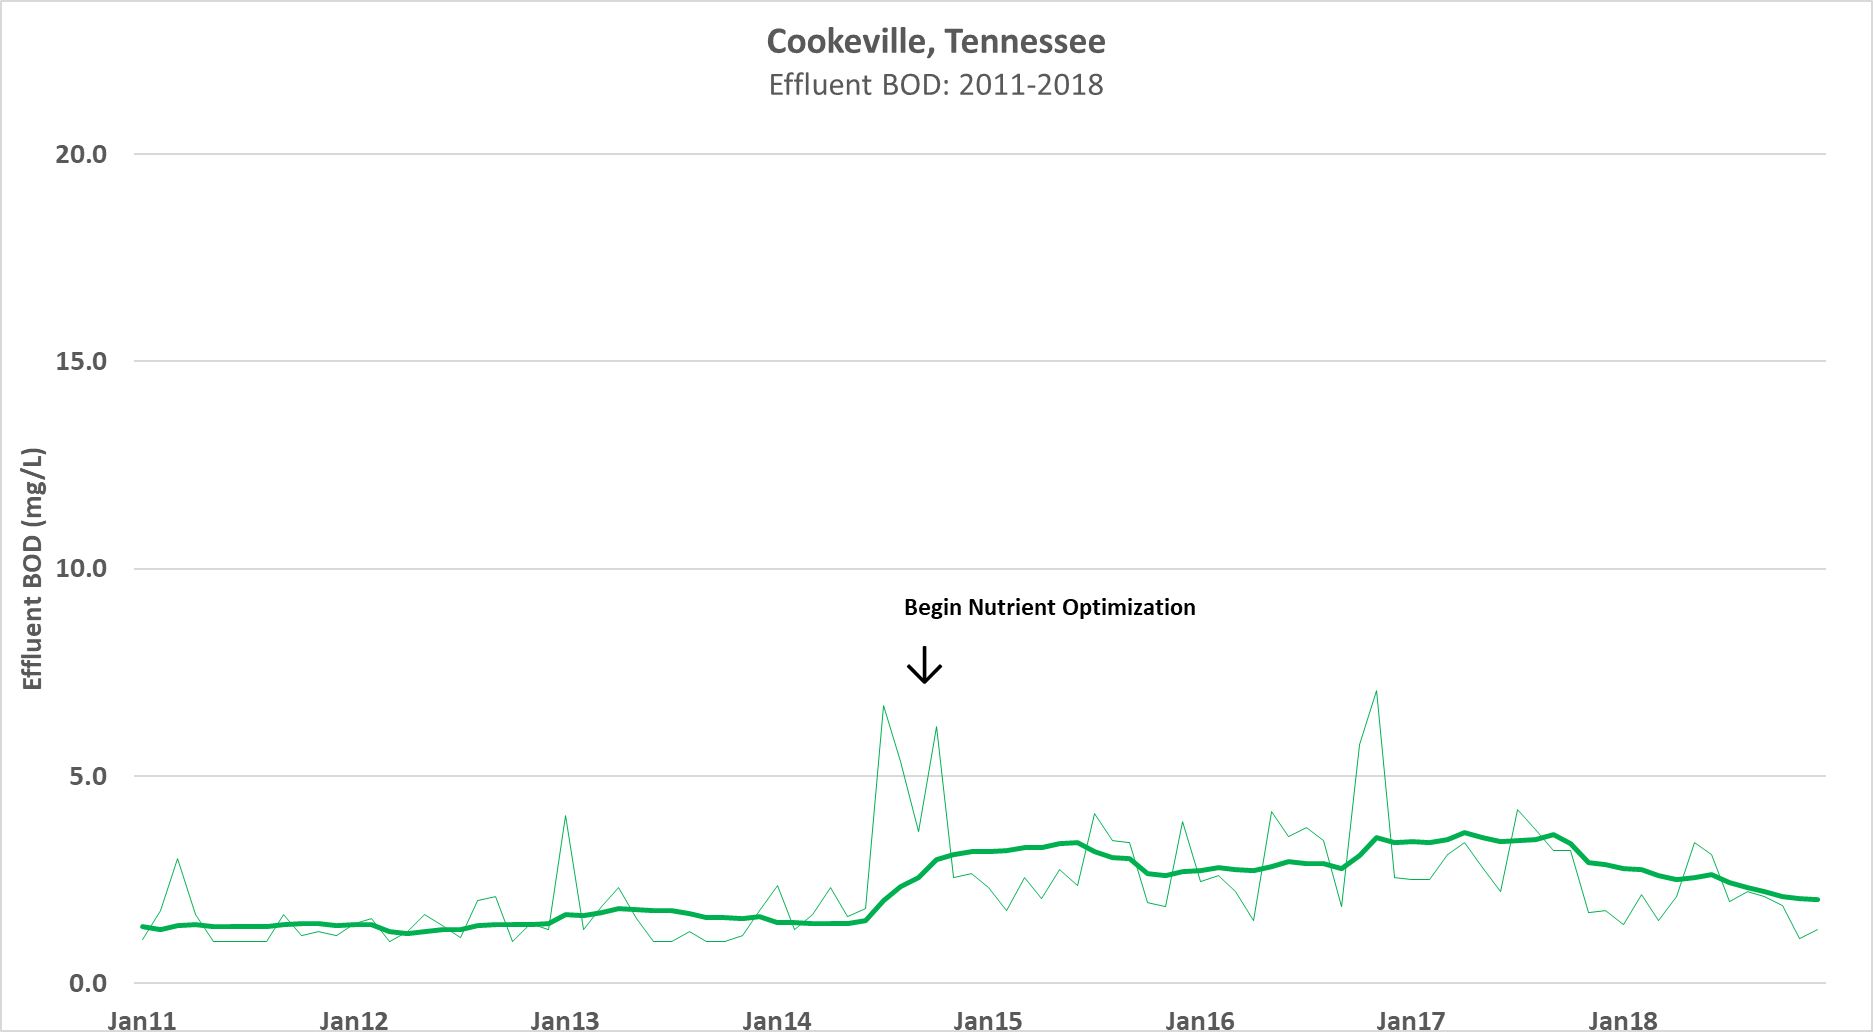 Cookeville, Tennessee
Effluent BOD: 2011-2018
20.0
15.0
10.0
5.0
0.0
Effluent BOD (mg/L)
Begin Nutrient Optimization
Jan11 Jan12 Jan13 Jan14 Jan15 Jan16 Jan17 Jan18